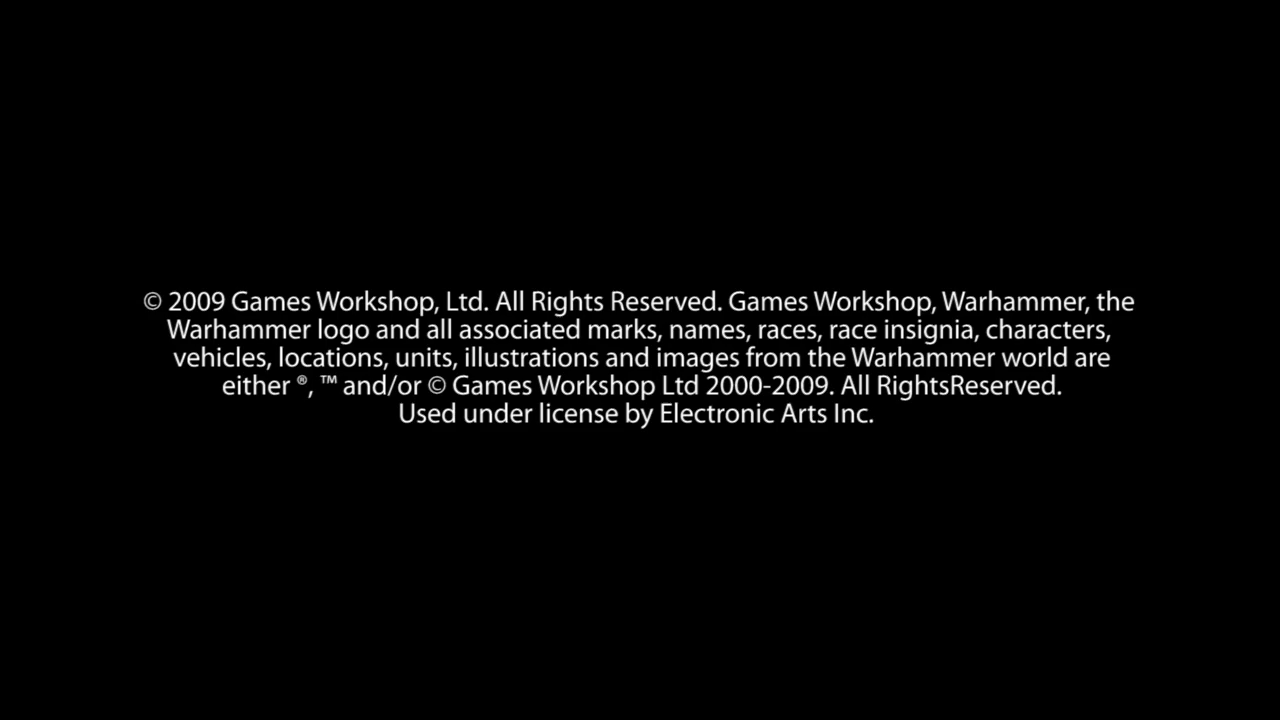 © 2009 Games Workshop, Ltd. All Rights Reserved. Games Workshop, Warhammer, the
Warhammer logo and all associated marks, names, races, race insignia, characters,
vehicles, locations, units, illustrations and images from the Warhammer world are
either ®, ™ and/or © Games Workshop Ltd 2000-2009. All RightsReserved.
Used under license by Electronic Arts Inc.